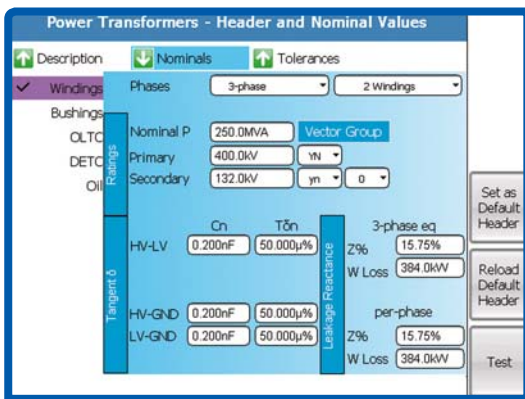 Power Transformers - Header and Nominal Values
Description Nominals Tolerances
✓ Windings
Bushings
OLTC
DETC
Oil
Phases 3-phase 2 Windings
Ratings
Nominal P 250.0MVA Vector Group
Primary 400.0kV YN
Secondary 132.0kV yn 0
Tangent δ
Cn Tδn
HV-LV 0.200nF 50.000µ%
HV-GND 0.200nF 50.000µ%
LV-GND 0.200nF 50.000µ%
Leakage Reactance
3-phase eq
Z% 15.75%
W Loss 384.0kW
per-phase
Z% 15.75%
W Loss 384.0kW
Set as
Default
Header
Reload
Default
Header
Test